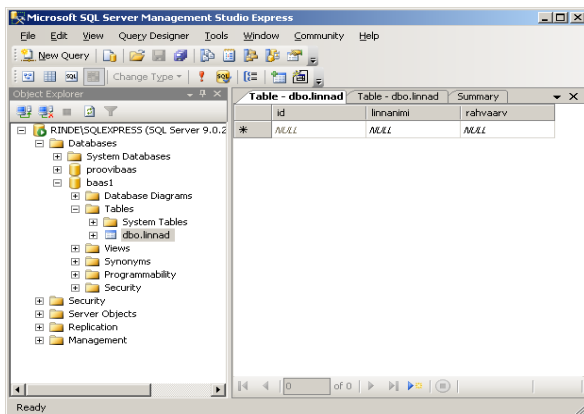 Microsoft SQL Server Management Studio Express
File Edit View Query Designer Tools Window Community Help
New Query
SQL Change Type SQL
Object Explorer
RINDE\SQLEXPRESS (SQL Server 9.0.2
Databases
System Databases
proovibaas
baas1
Database Diagrams
Tables
System Tables
dbo.linnad
Views
Synonyms
Programmability
Security
Security
Server Objects
Replication
Management
Table - dbo.linnad Table - dbo.linnad Summary
id linnanimi rahvaarv
NULL NULL NULL
0 of 0
Ready